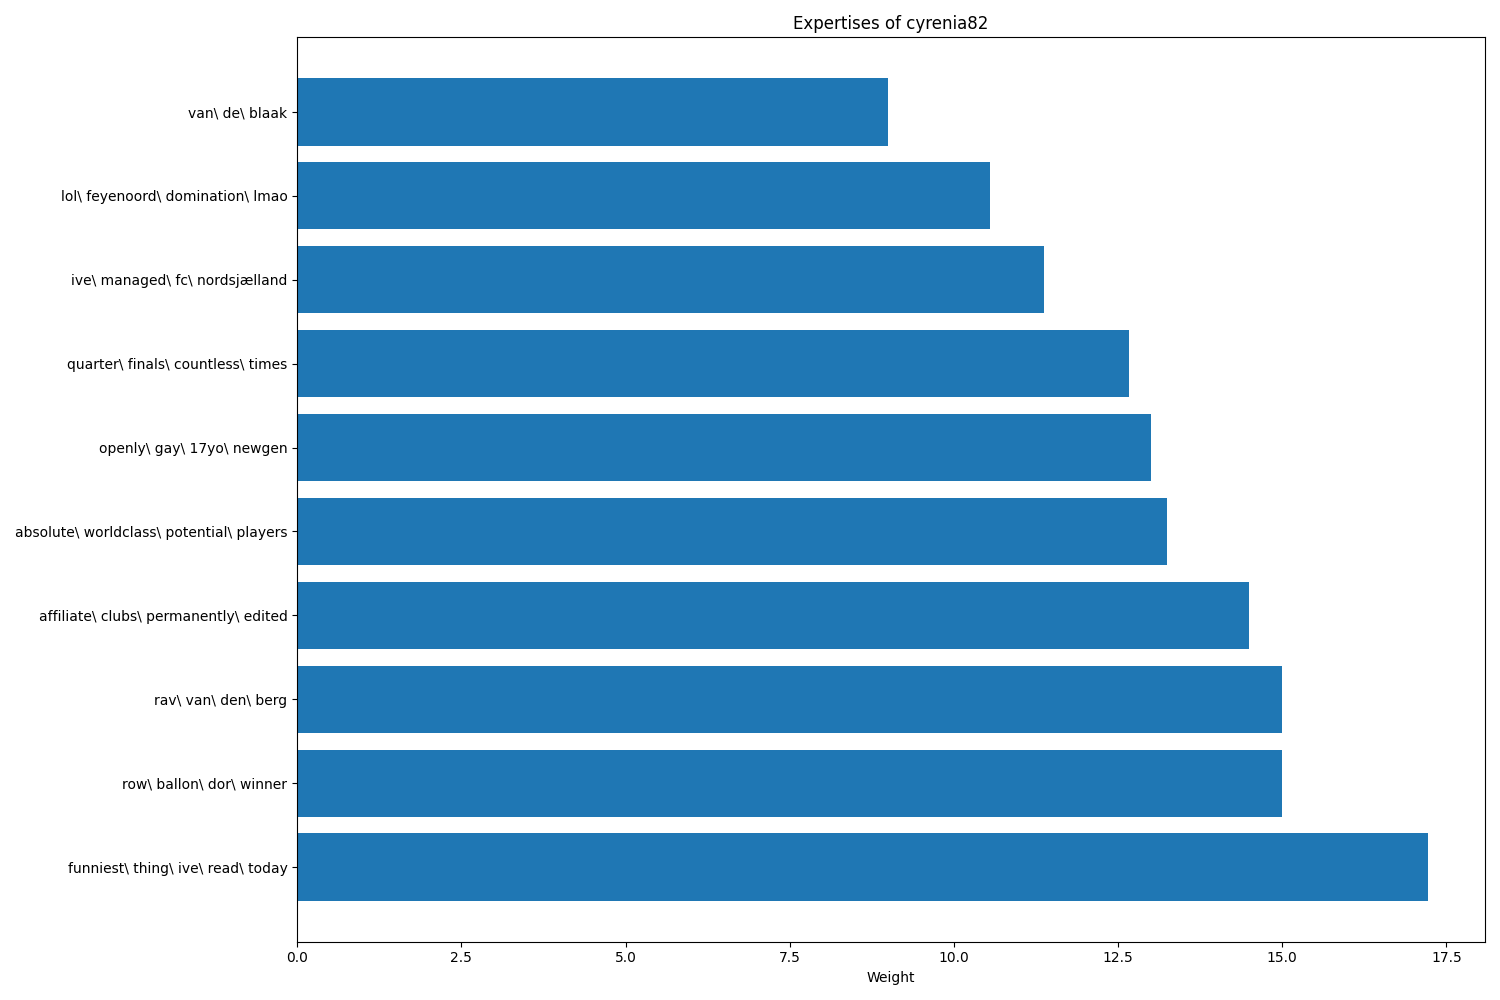 Expertises of cyrenia82
van\ de\ blaak
lol\ feyenoord\ domination\ lmao
ive\ managed\ fc\ nordsjælland
quarter\ finals\ countless\ times
openly\ gay\ 17yo\ newgen
absolute\ worldclass\ potential\ players
affiliate\ clubs\ permanently\ edited
rav\ van\ den\ berg
row\ ballon\ dor\ winner
funniest\ thing\ ive\ read\ today
0.0 2.5 5.0 7.5 10.0 12.5 15.0 17.5
Weight